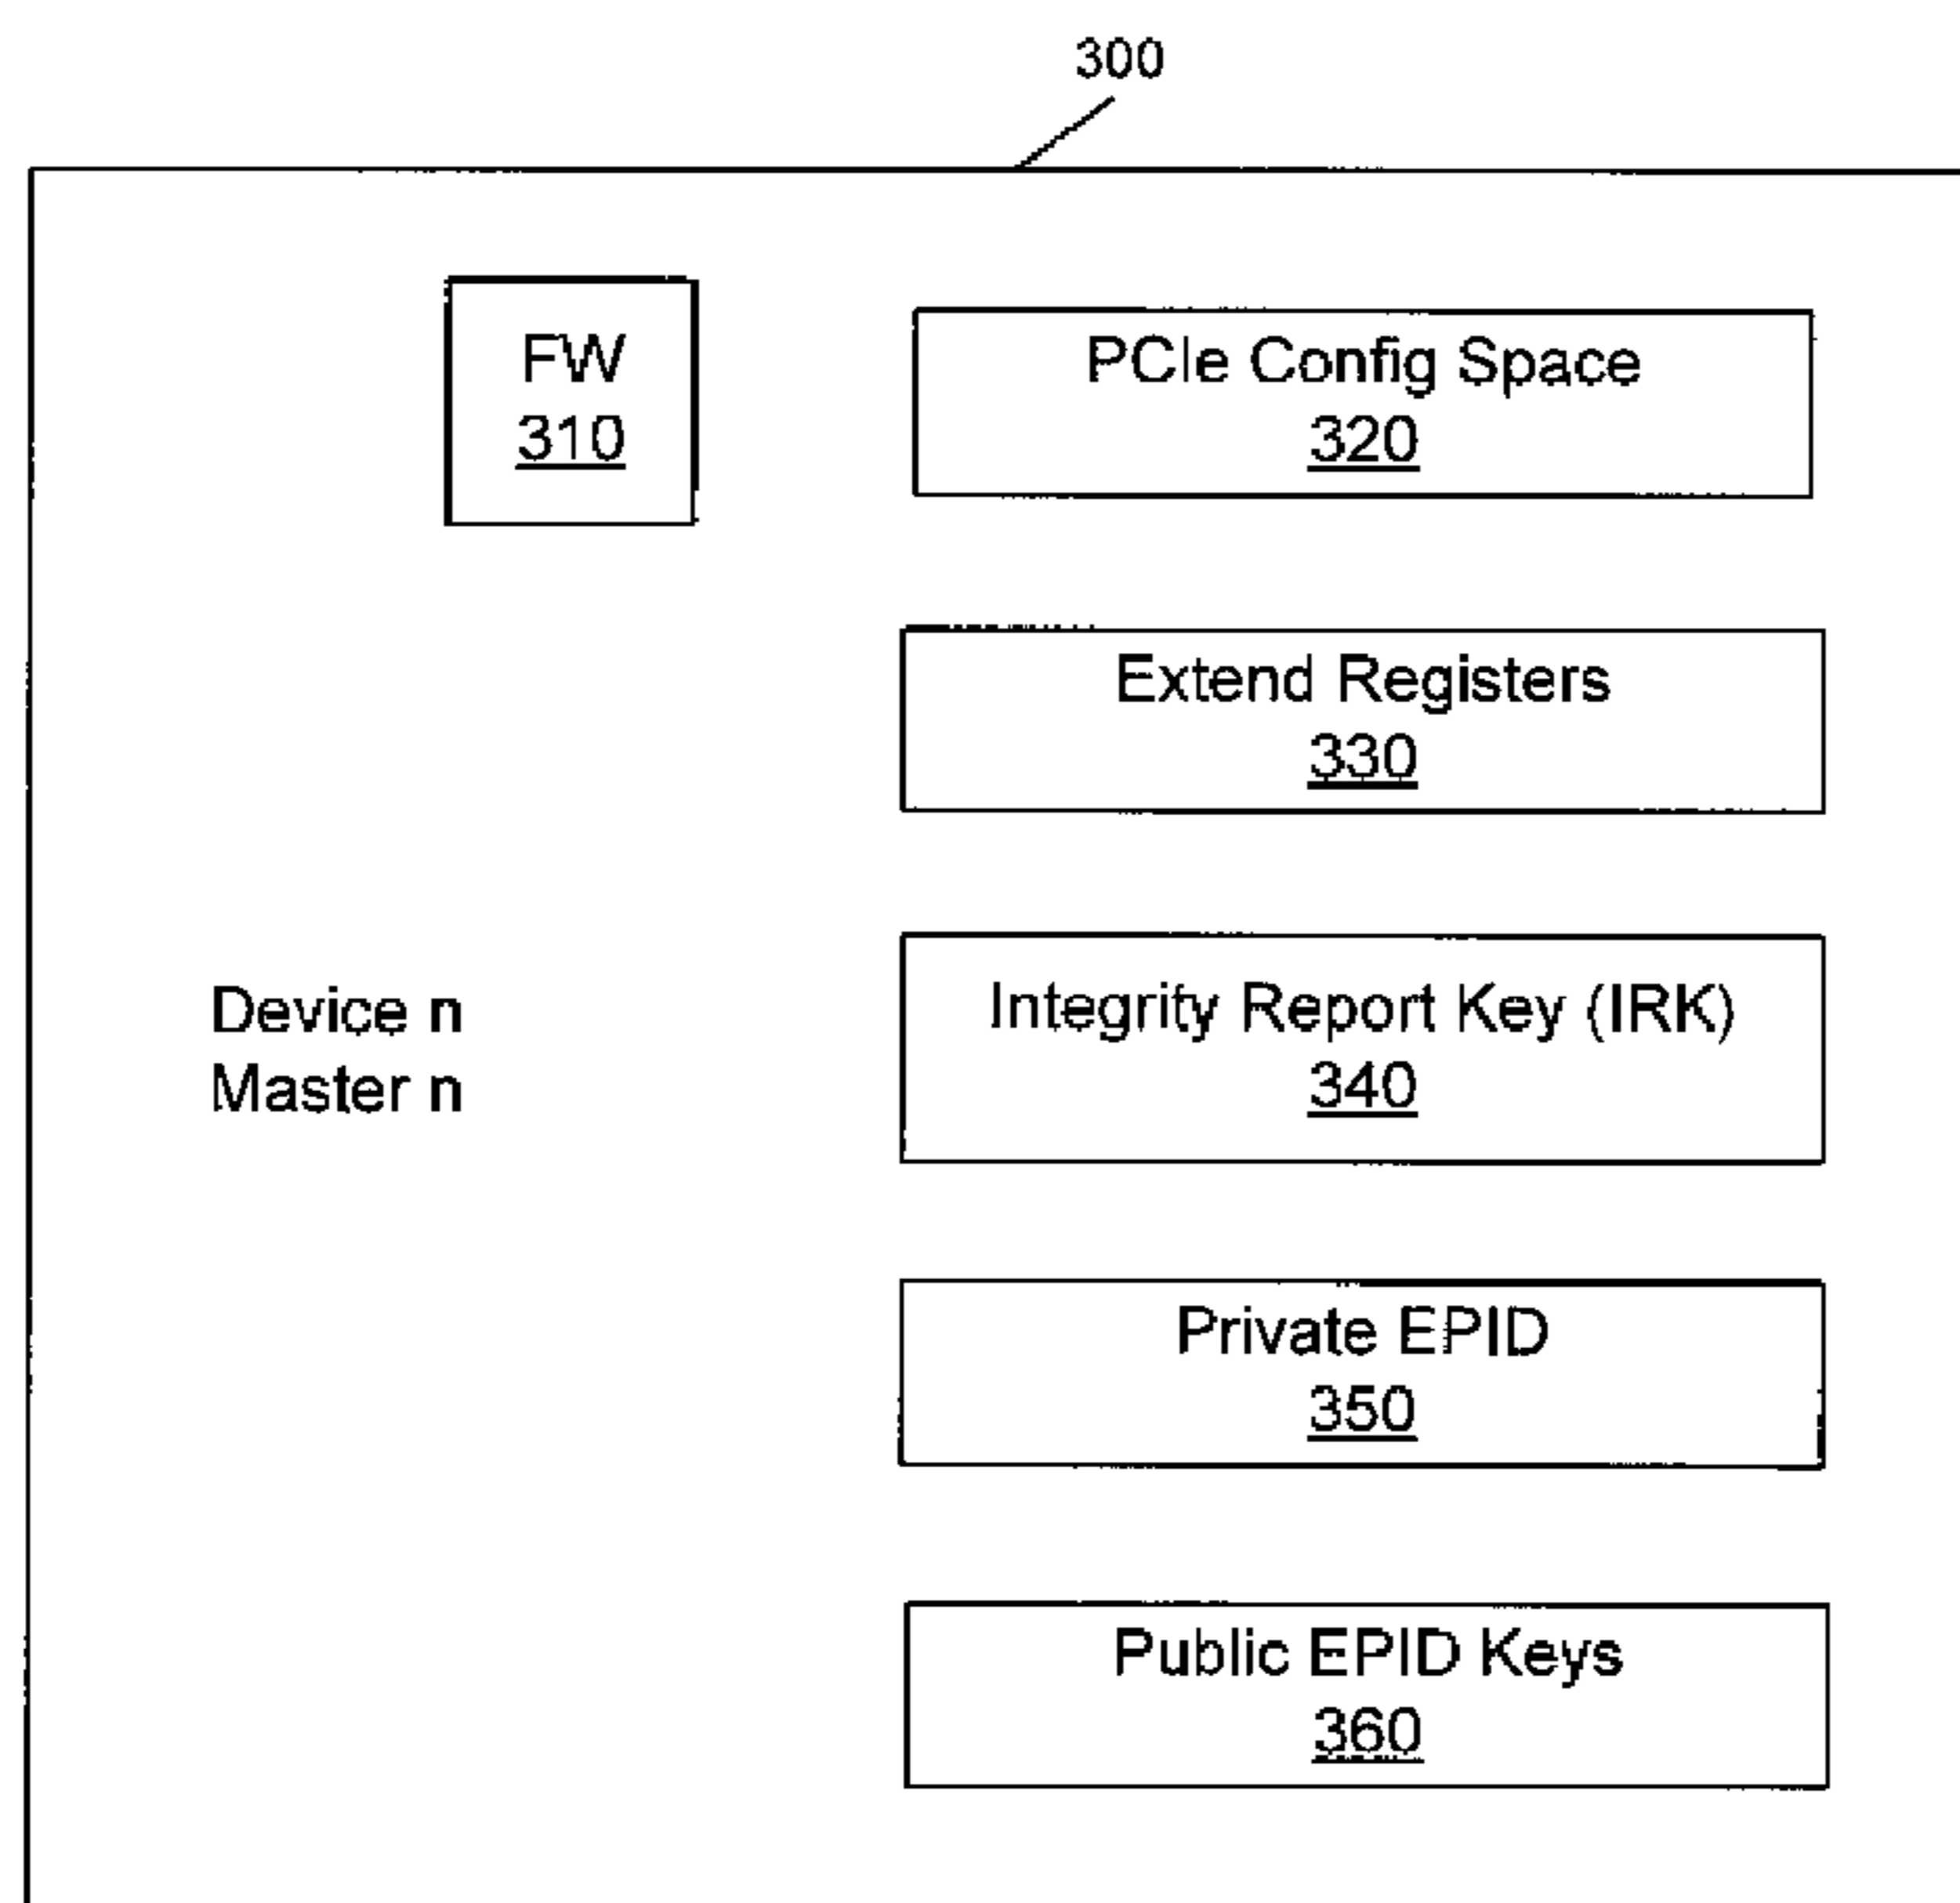 300
FW
310
PCIe Config Space
320
Extend Registers
330
Device n
Master n
Integrity Report Key (IRK)
340
Private EPID
350
Public EPID Keys
360